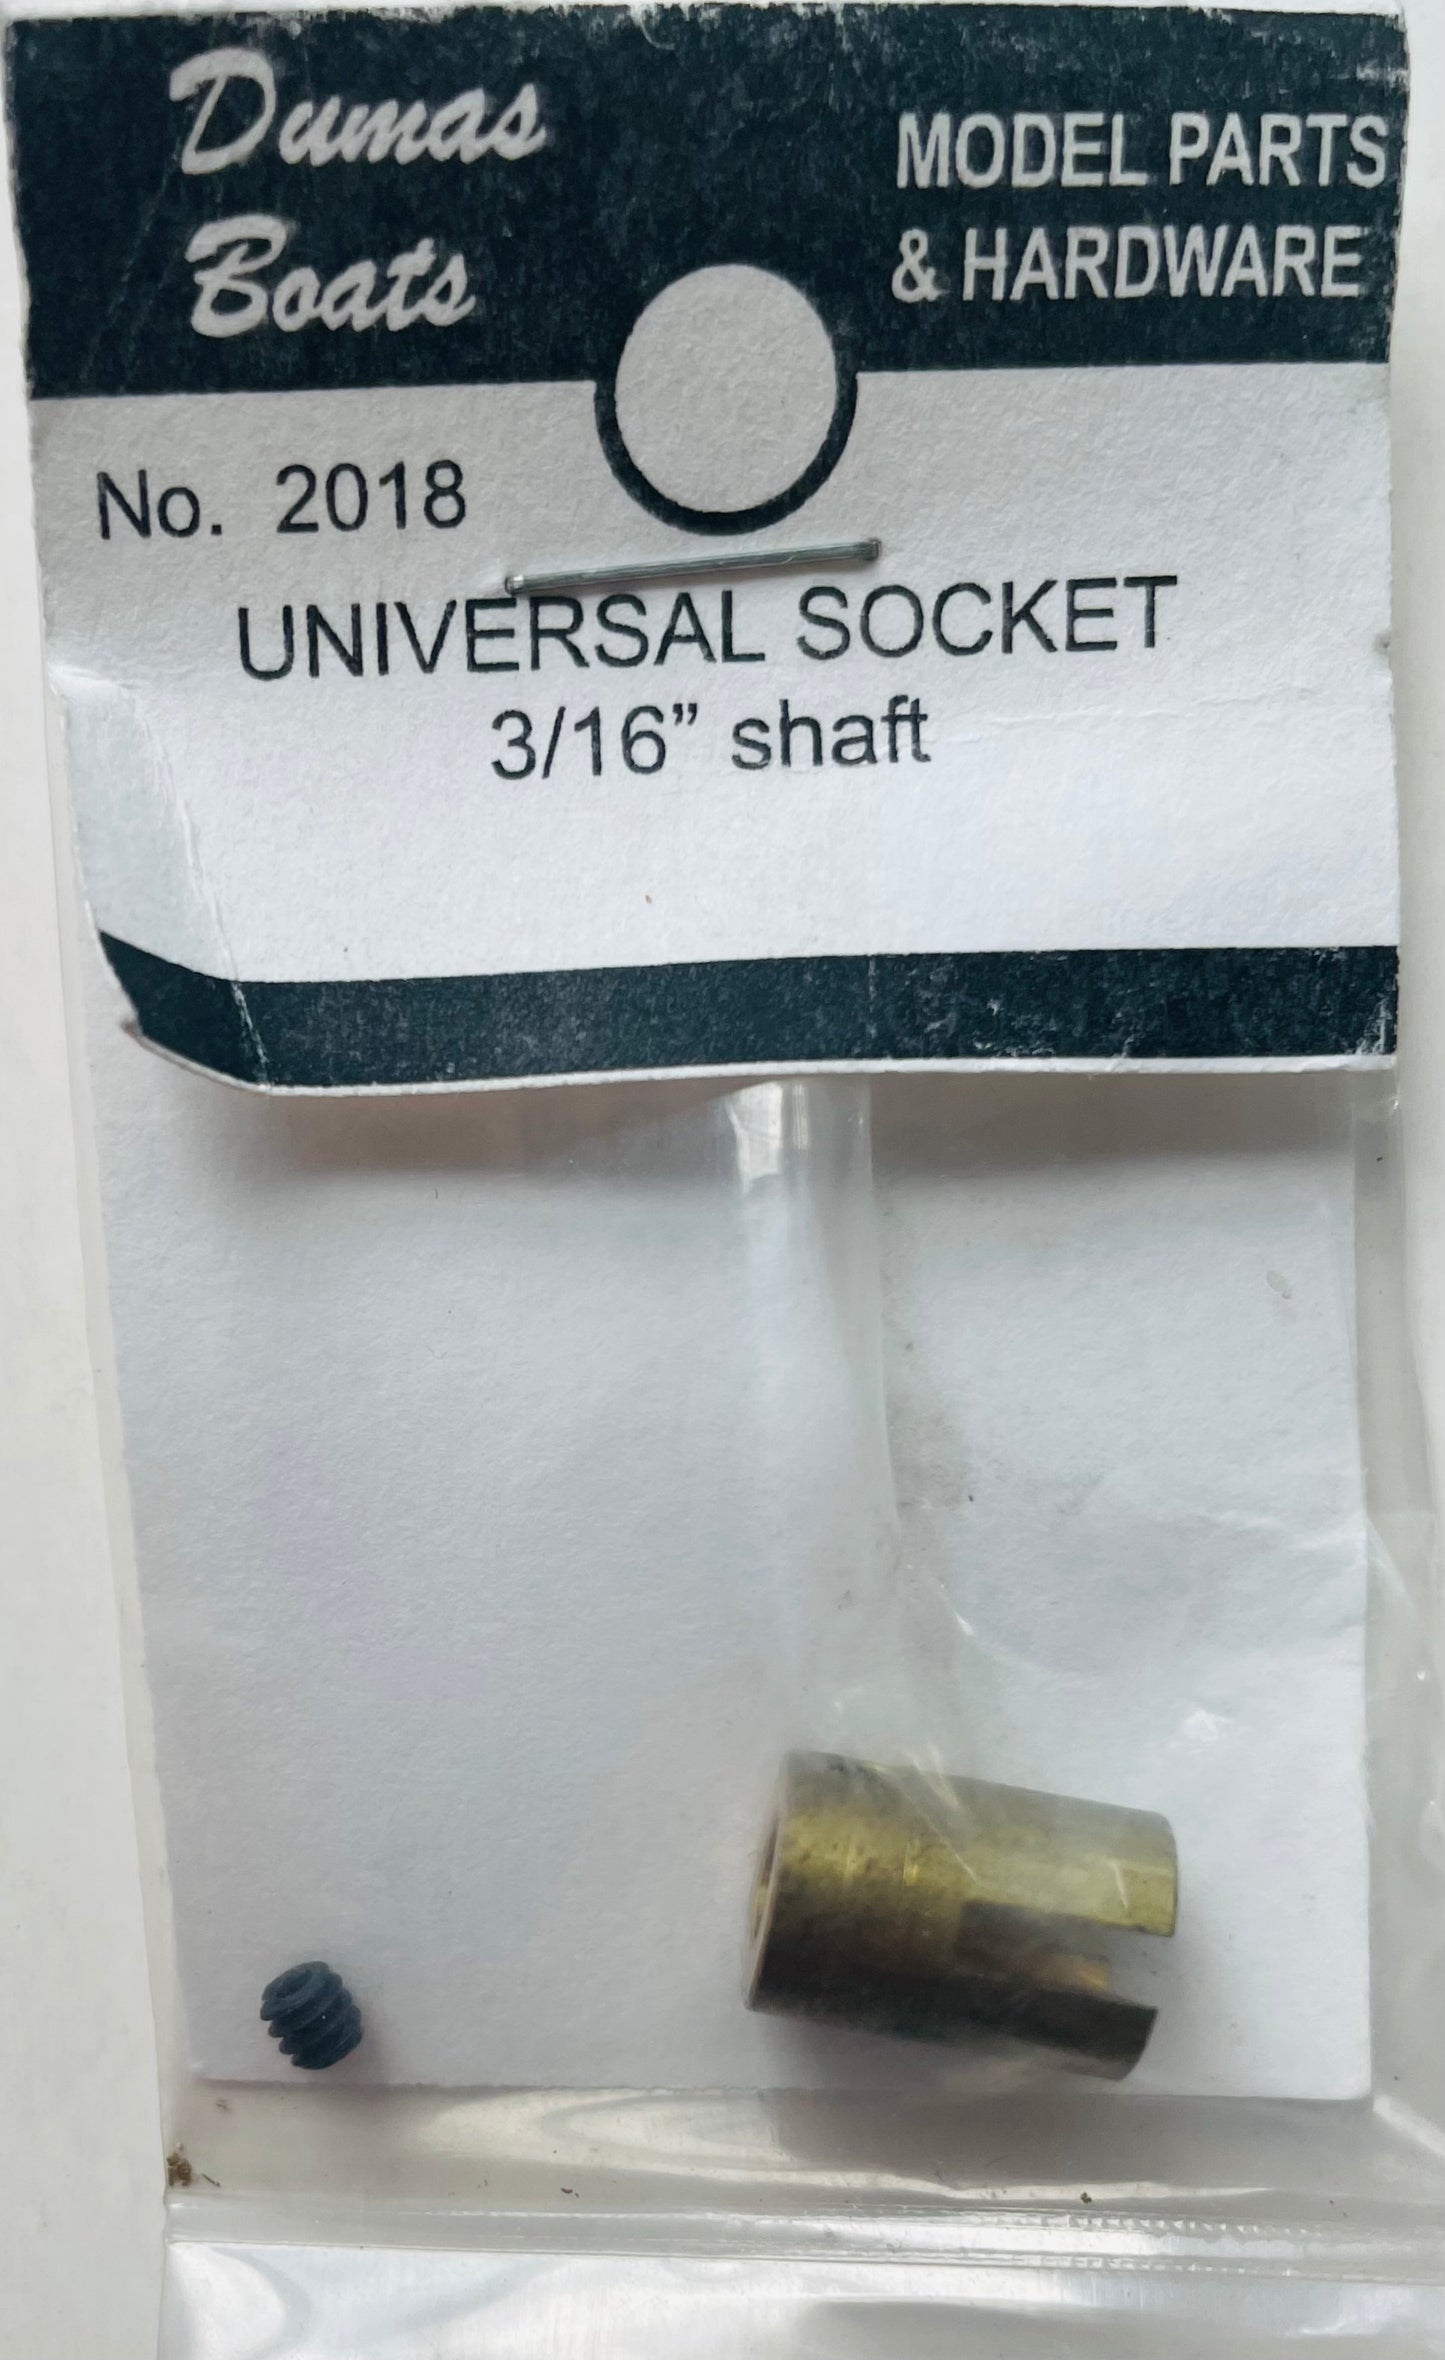 Dumas
Boats
MODEL PARTS
& HARDWARE
No. 2018
UNIVERSAL SOCKET
3/16” shaft